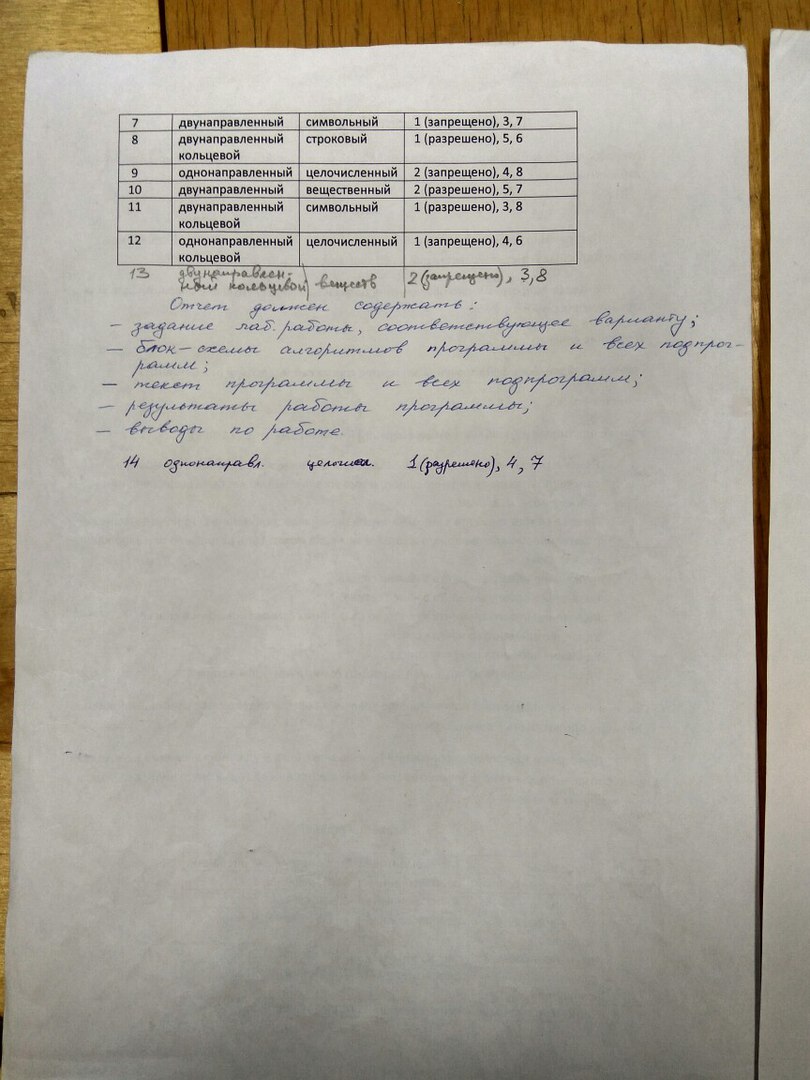 7 двунаправленный символьный 1 (запрещено), 3, 7
8 двунаправленный строковый 1 (разрешено), 5, 6
кольцевой
9 однонаправленный целочисленный 2 (запрещено), 4, 8
10 двунаправленный вещественный 2 (разрешено), 5, 7
11 двунаправленный символьный 1 (разрешено), 3, 8
кольцевой
12 однонаправленный целочисленный 1 (запрещено), 4, 6
кольцевой
13 двунаправлен-
ный кольцевой веществ 2 (запрещено), 3,8
Отчет должен содержать:
– задание лаб. работы, соответствующее варианту;
– блок-схемы алгоритмов программы и всех подпрог-
рамм;
– текст программы и всех подпрограмм;
– результаты работы программы;
– выводы по работе.
14 однонаправл. целочисл. 1 (разрешено), 4, 7